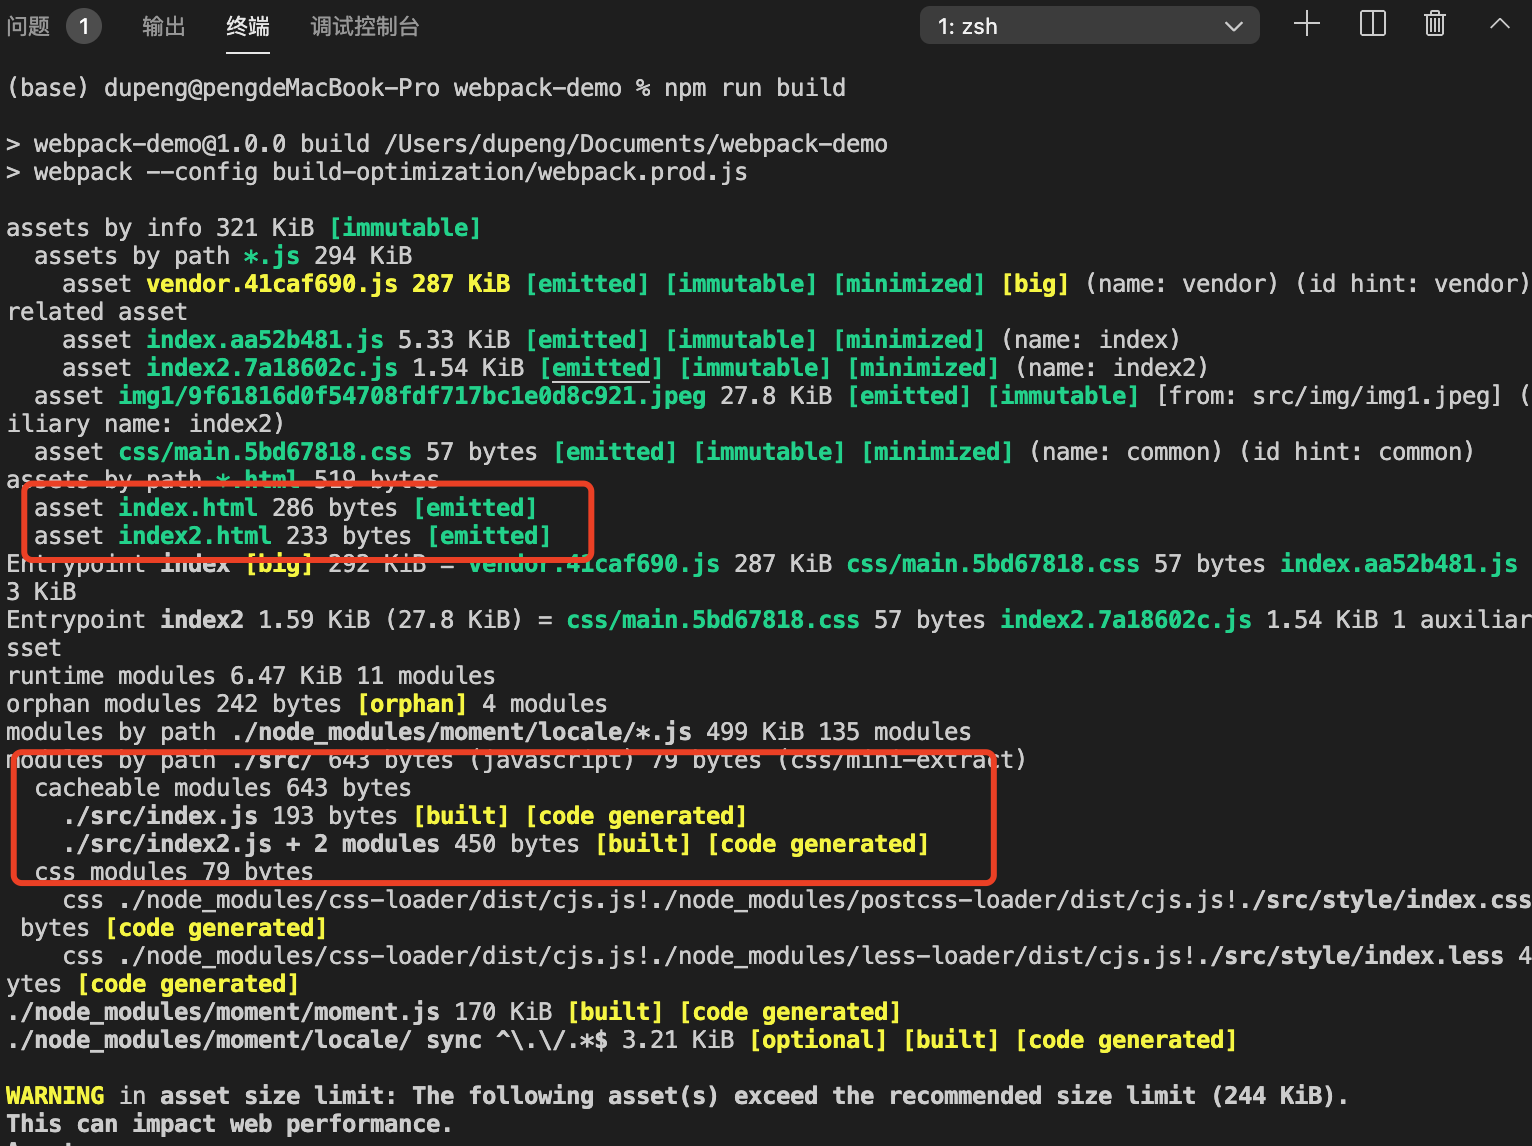 问题 1 输出 终端 调试控制台 1: zsh
(base) dupeng@pengdeMacBook-Pro webpack-demo % npm run build
> webpack-demo@1.0.0 build /Users/dupeng/Documents/webpack-demo
> webpack --config build-optimization/webpack.prod.js
assets by info 321 KiB [immutable]
  assets by path *.js 294 KiB
    asset vendor.41caf690.js 287 KiB [emitted] [immutable] [minimized] [big] (name: vendor) (id hint: vendor)
related asset
    asset index.aa52b481.js 5.33 KiB [emitted] [immutable] [minimized] (name: index)
    asset index2.7a18602c.js 1.54 KiB [emitted] [immutable] [minimized] (name: index2)
  asset img1/9f61816d0f54708fdf717bc1e0d8c921.jpeg 27.8 KiB [emitted] [immutable] [from: src/img/img1.jpeg] (
iliary name: index2)
  asset css/main.5bd67818.css 57 bytes [emitted] [immutable] [minimized] (name: common) (id hint: common)
assets by path *.html 519 bytes
  asset index.html 286 bytes [emitted]
  asset index2.html 233 bytes [emitted]
Entrypoint index [big] 292 KiB = vendor.41caf690.js 287 KiB css/main.5bd67818.css 57 bytes index.aa52b481.js
3 KiB
Entrypoint index2 1.59 KiB (27.8 KiB) = css/main.5bd67818.css 57 bytes index2.7a18602c.js 1.54 KiB 1 auxiliar
sset
runtime modules 6.47 KiB 11 modules
orphan modules 242 bytes [orphan] 4 modules
modules by path ./node_modules/moment/locale/*.js 499 KiB 135 modules
modules by path ./src/ 643 bytes (javascript) 79 bytes (css/mini-extract)
  cacheable modules 643 bytes
    ./src/index.js 193 bytes [built] [code generated]
    ./src/index2.js + 2 modules 450 bytes [built] [code generated]
  css modules 79 bytes
    css ./node_modules/css-loader/dist/cjs.js!./node_modules/postcss-loader/dist/cjs.js!./src/style/index.css
 bytes [code generated]
    css ./node_modules/css-loader/dist/cjs.js!./node_modules/less-loader/dist/cjs.js!./src/style/index.less 4
ytes [code generated]
./node_modules/moment/moment.js 170 KiB [built] [code generated]
./node_modules/moment/locale/ sync ^\.\/.*$ 3.21 KiB [optional] [built] [code generated]
WARNING in asset size limit: The following asset(s) exceed the recommended size limit (244 KiB).
This can impact web performance.